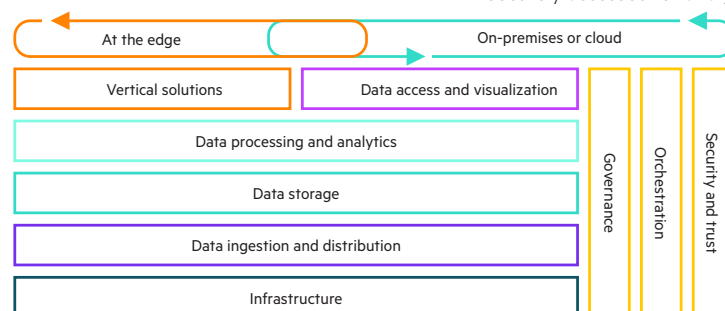 At the edge
On-premises or cloud
Vertical solutions
Data access and visualization
Data processing and analytics
Data storage
Data ingestion and distribution
Infrastructure
Governance
Orchestration
Security and trust